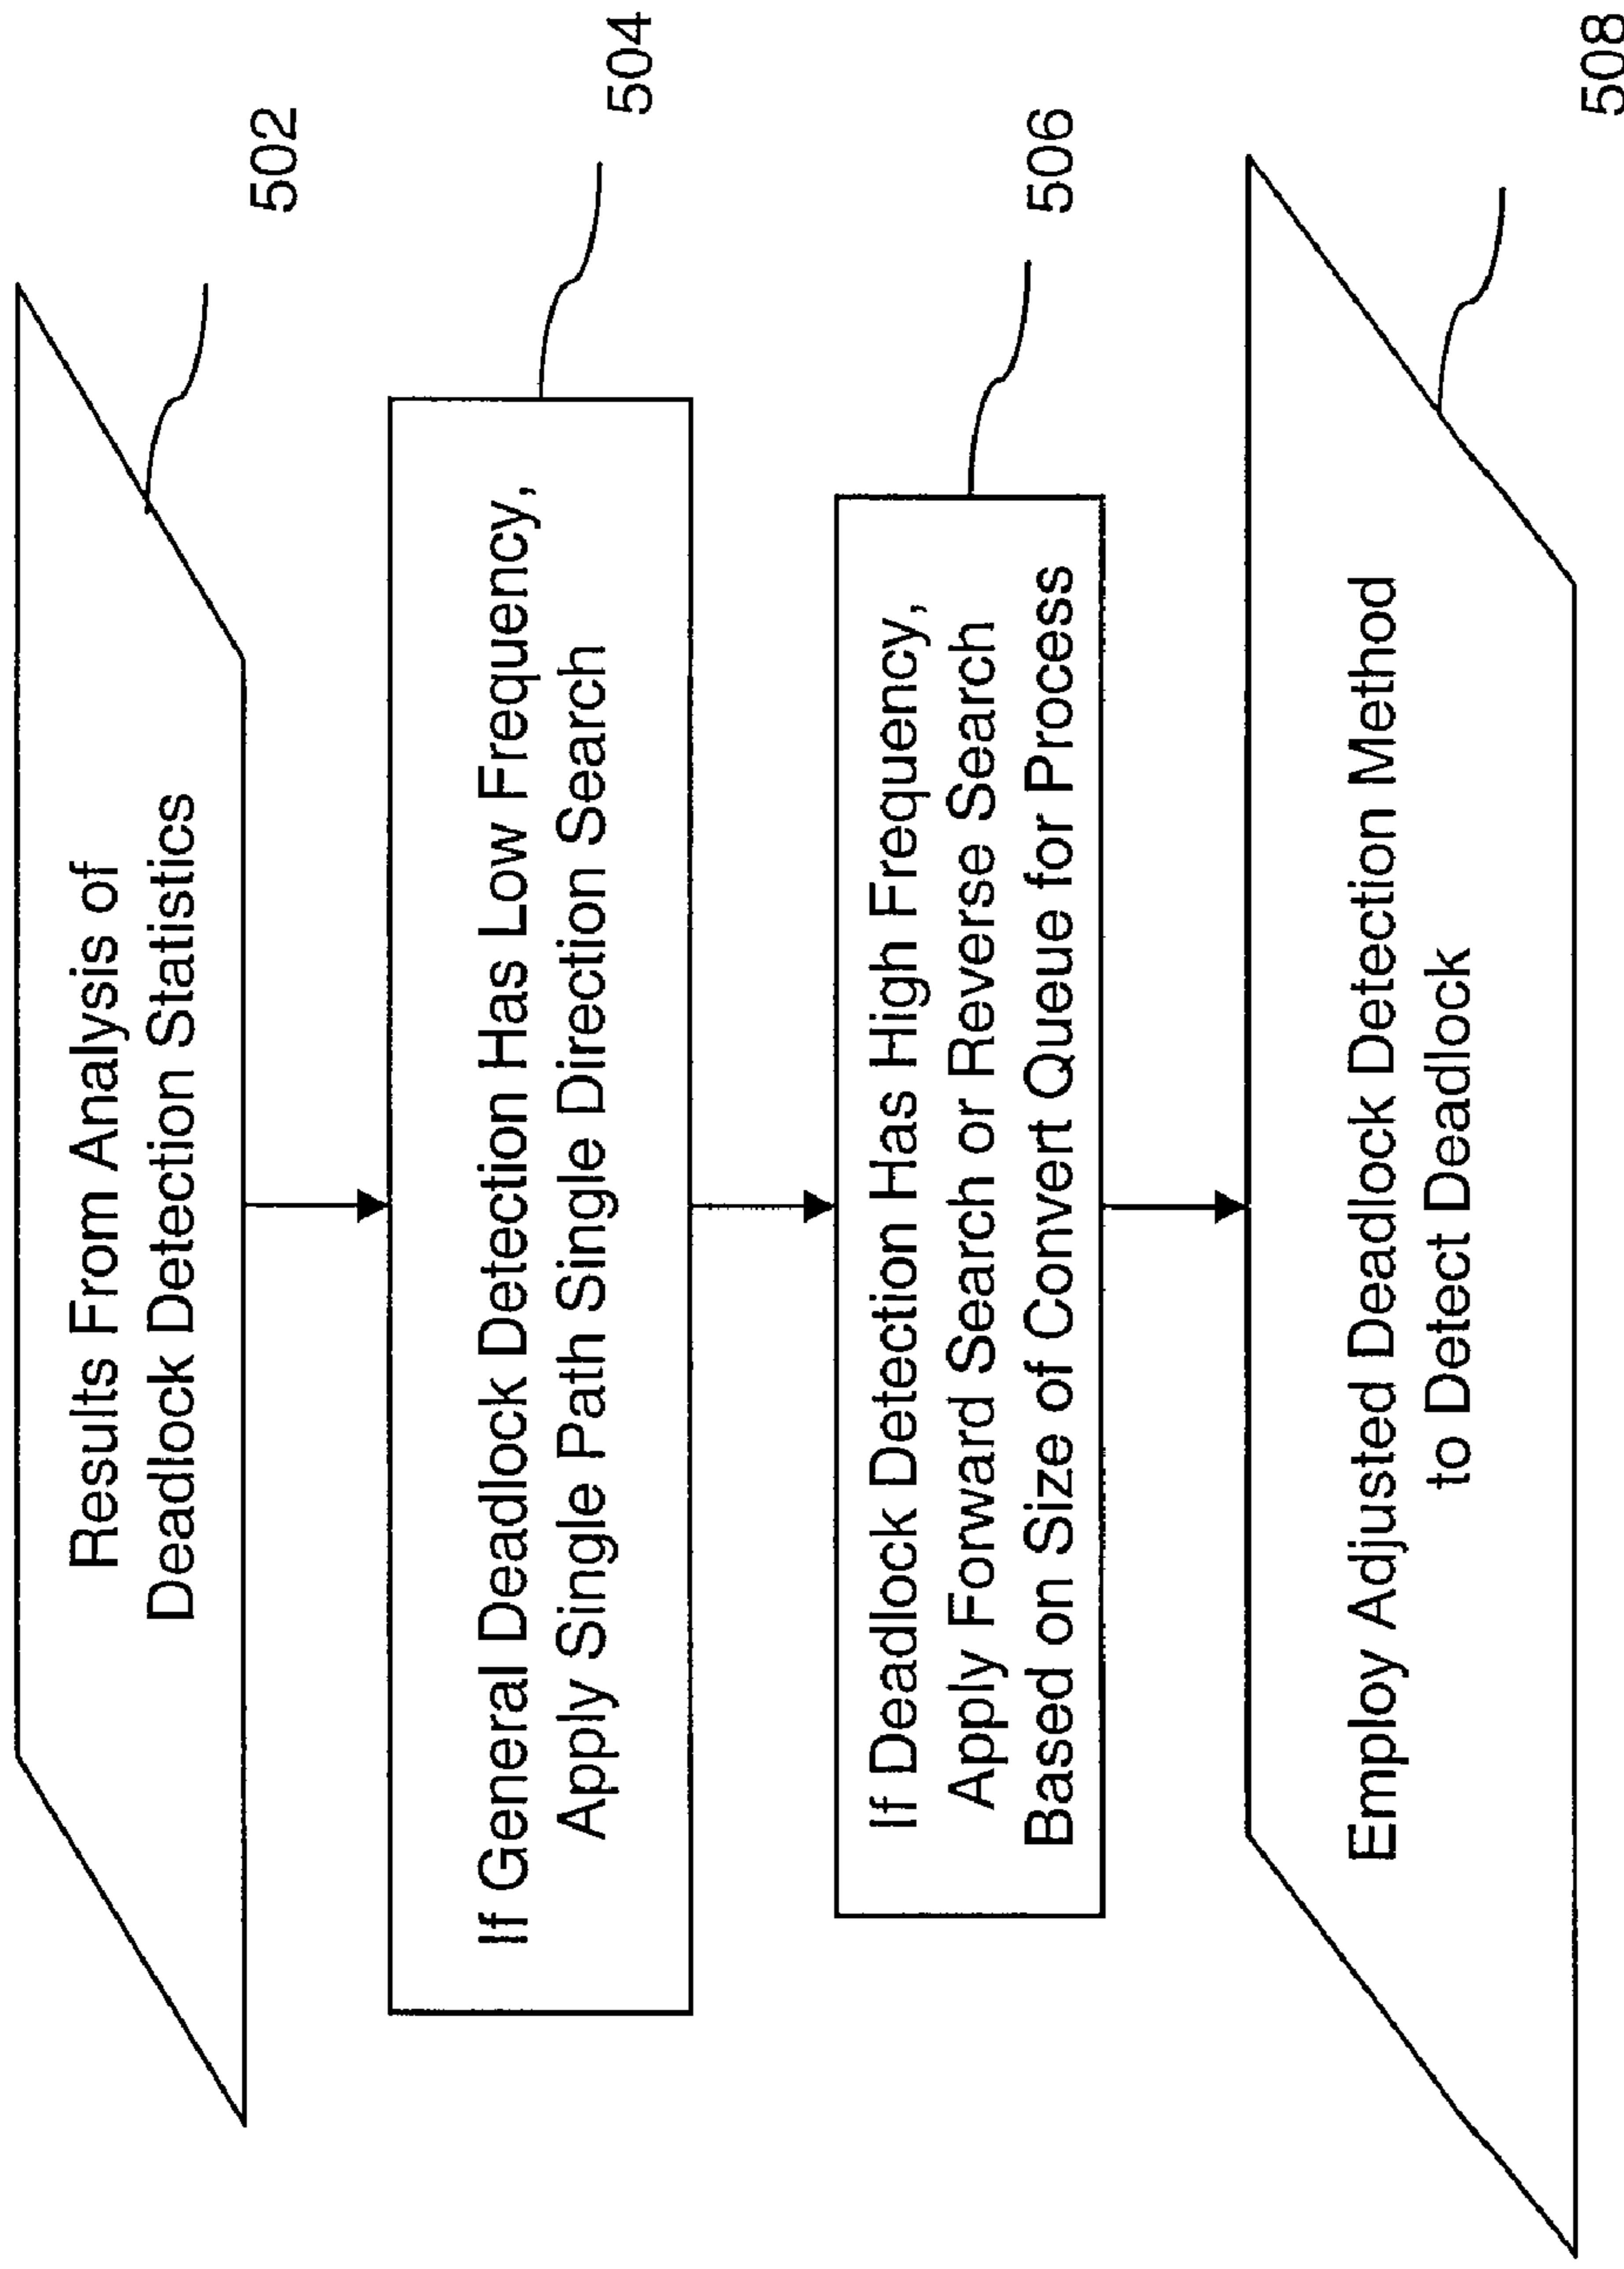 Results From Analysis of
Deadlock Detection Statistics
502
If General Deadlock Detection Has Low Frequency,
Apply Single Path Single Direction Search
504
If Deadlock Detection Has High Frequency,
Apply Forward Search or Reverse Search
Based on Size of Convert Queue for Process
506
Employ Adjusted Deadlock Detection Method
to Detect Deadlock
508